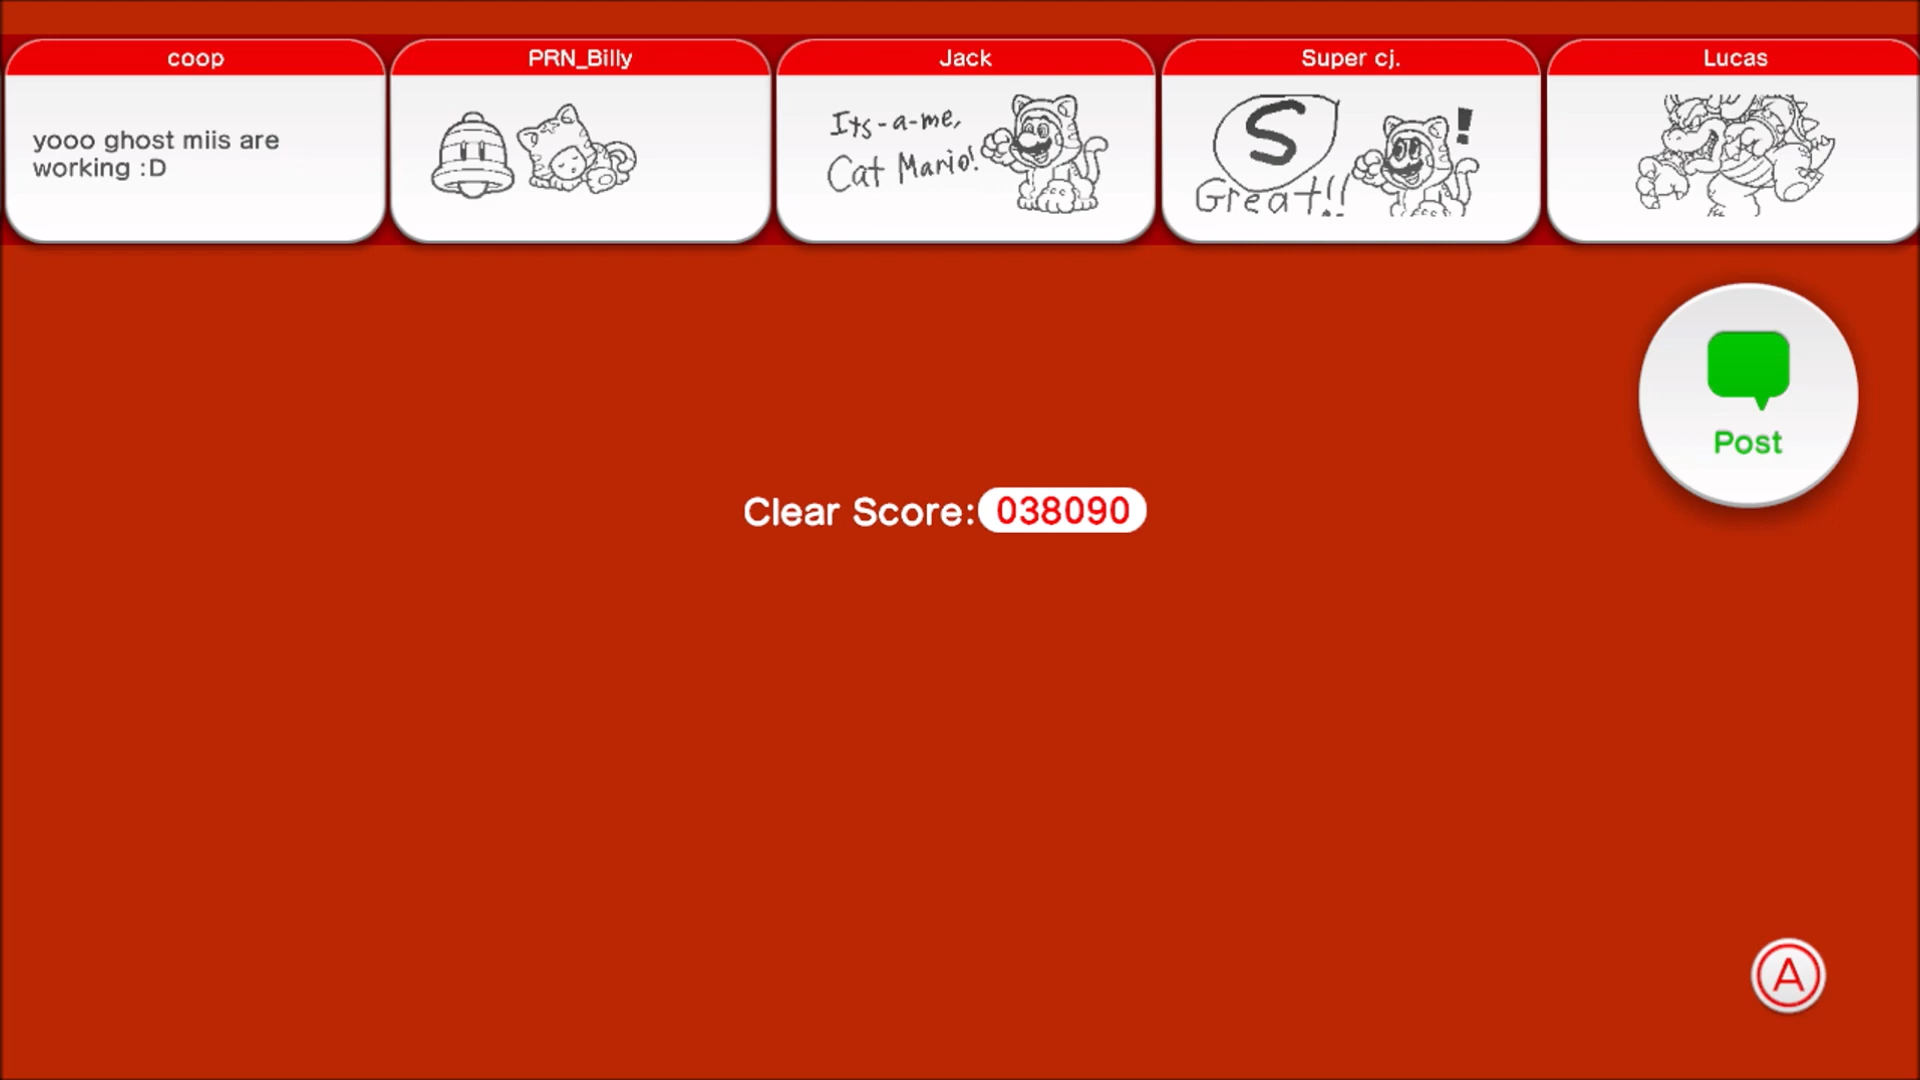 coop
yooo ghost miis are
working :D
PRN_Billy
Jack
Its-a-me,
Cat Mario!
Super cj.
S
!
Great!!
Lucas
Post
Clear Score: 038090
A